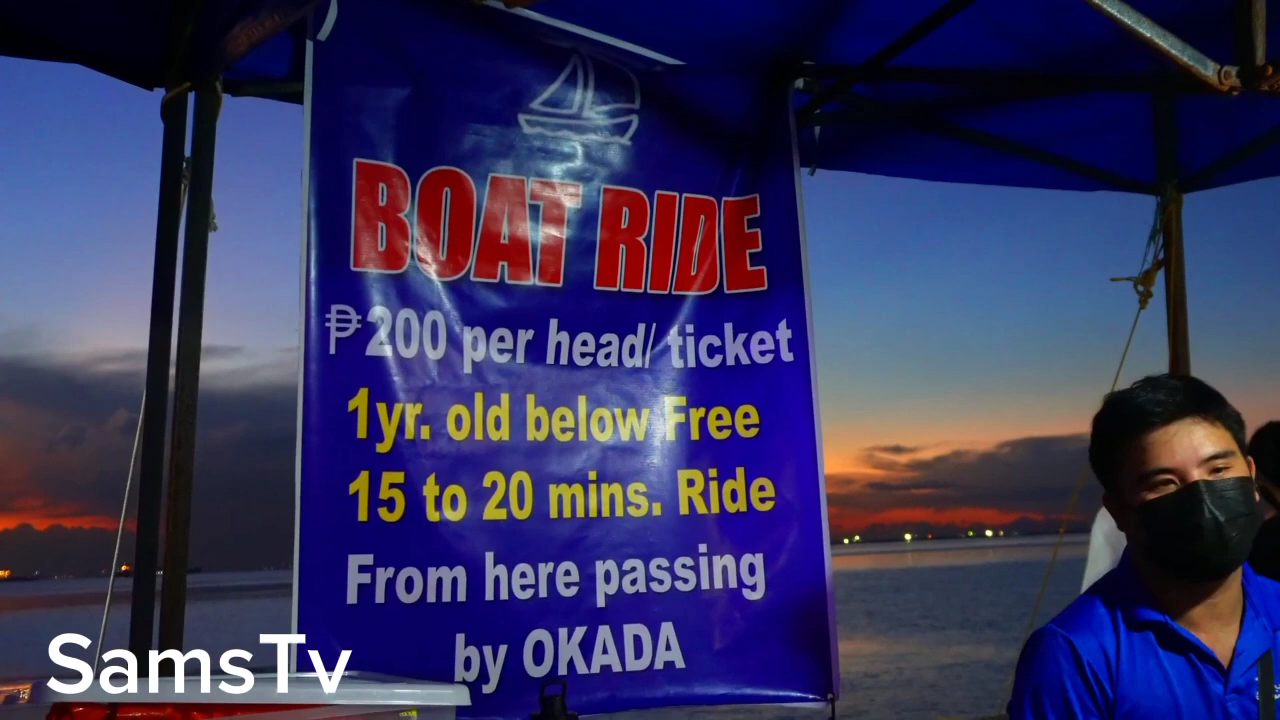 BOAT RIDE
₱200 per head/ ticket
1yr. old below Free
15 to 20 mins. Ride
From here passing
by OKADA
SamsTv